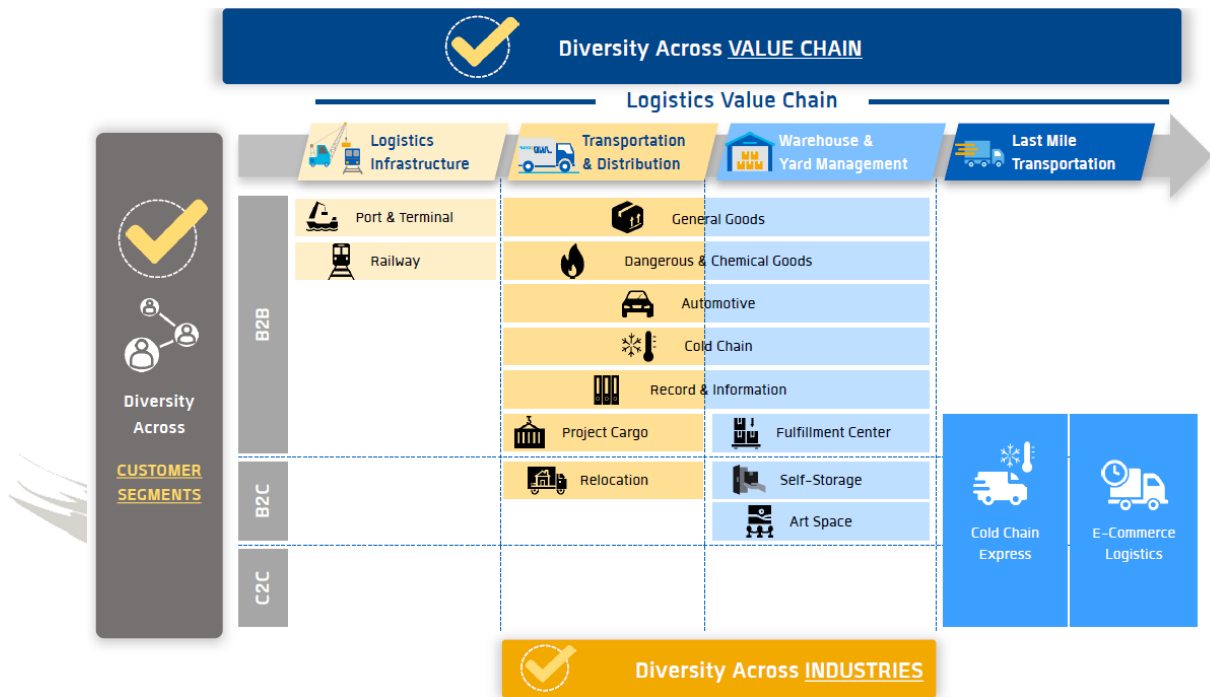 Diversity Across VALUE CHAIN
Logistics Value Chain
Logistics
Infrastructure
Transportation
& Distribution
Warehouse &
Yard Management
Last Mile
Transportation
Diversity
Across
CUSTOMER
SEGMENTS
B2B
Port & Terminal
General Goods
Railway
Dangerous & Chemical Goods
Automotive
Cold Chain
Record & Information
Project Cargo
Fulfillment Center
B2C
Relocation
Self-Storage
Art Space
Cold Chain
Express
E-Commerce
Logistics
C2C
Diversity Across INDUSTRIES